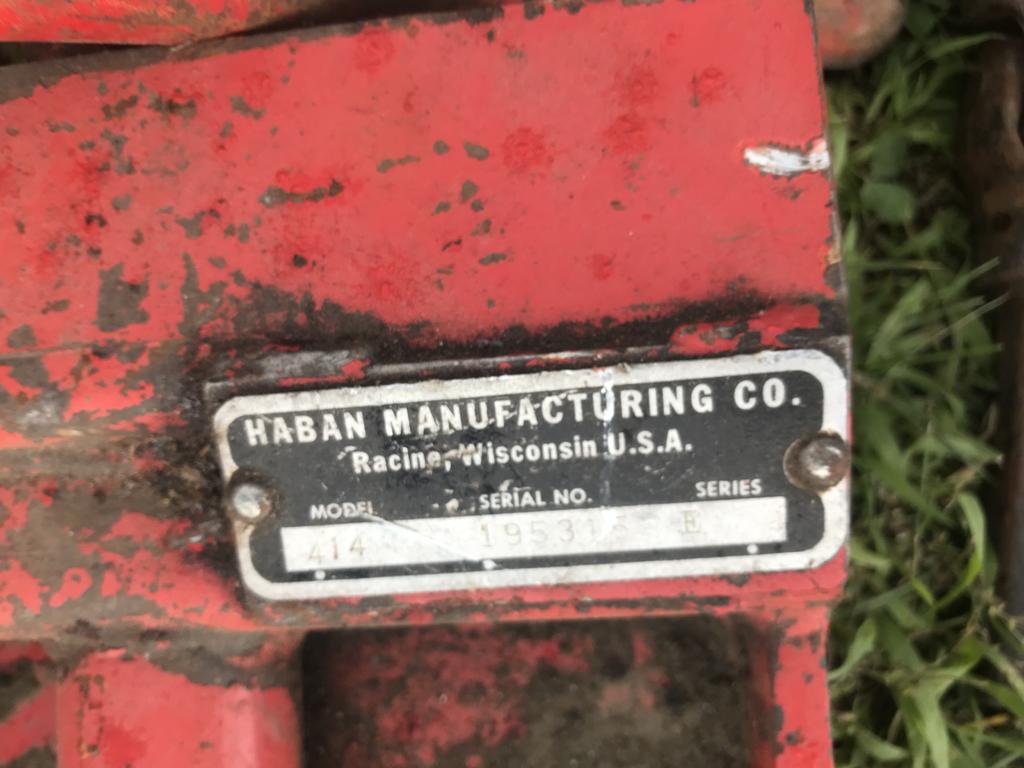 HABAN MANUFACTURING CO.
Racine, Wisconsin U.S.A.
MODEL SERIAL NO. SERIES
414 E